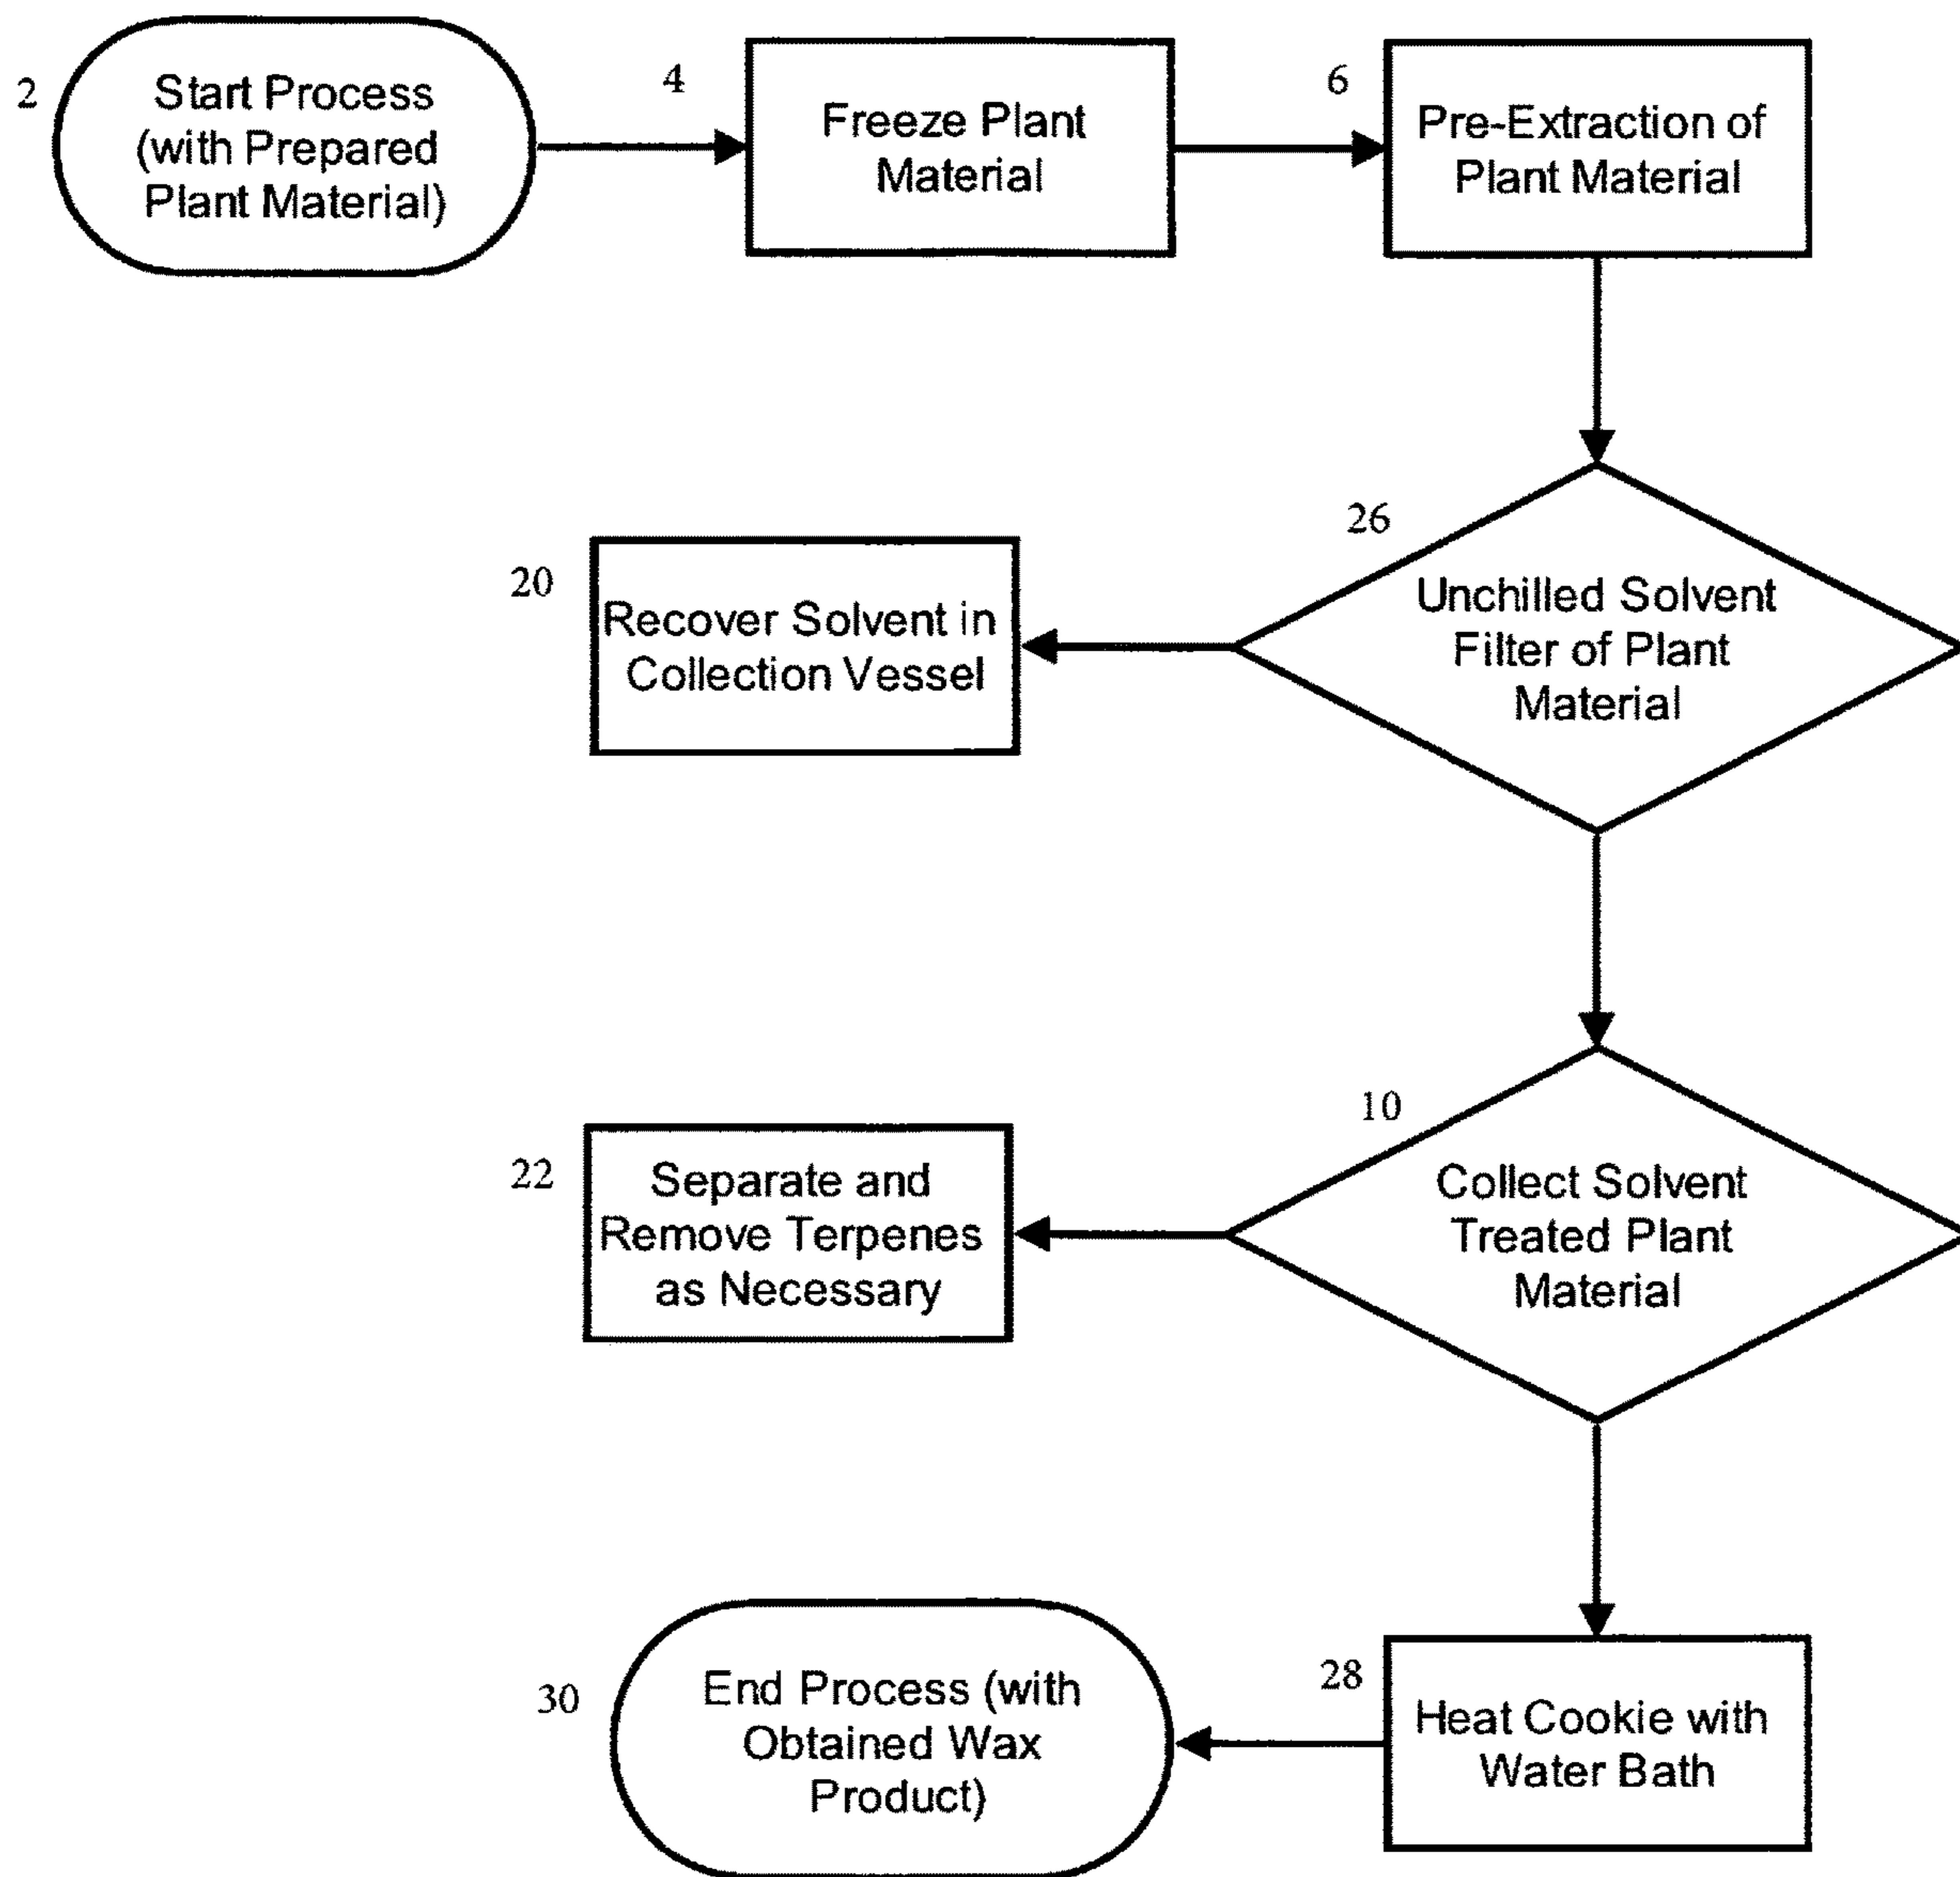 2
Start Process
(with Prepared
Plant Material)
4
Freeze Plant
Material
6
Pre-Extraction of
Plant Material
26
Unchilled Solvent
Filter of Plant
Material
20
Recover Solvent in
Collection Vessel
10
Collect Solvent
Treated Plant
Material
22
Separate and
Remove Terpenes
as Necessary
28
Heat Cookie with
Water Bath
30
End Process (with
Obtained Wax
Product)